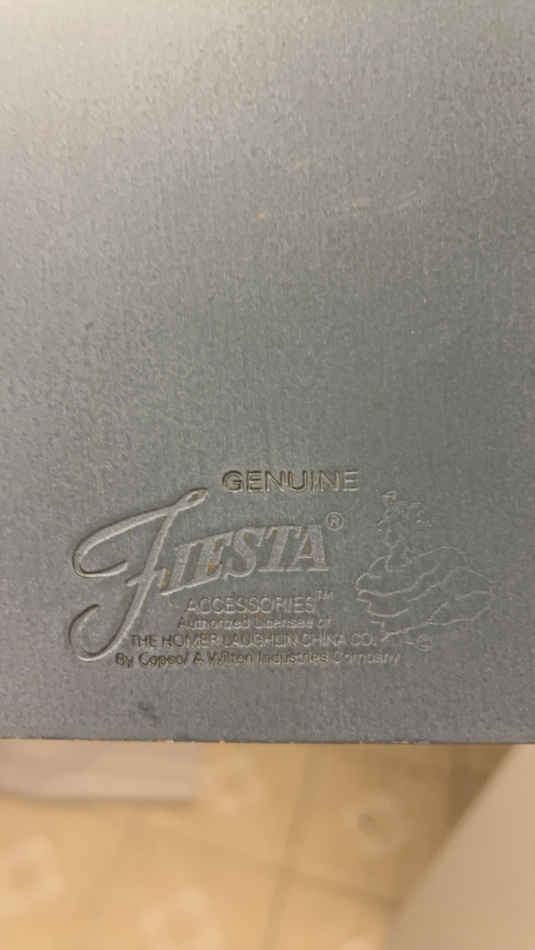 GENUINE
FIESTA®
ACCESSORIES™
Authorized Licensee of
THE HOMER LAUGHLIN CHINA CO.
By Copco/ A Wilton Industries Company